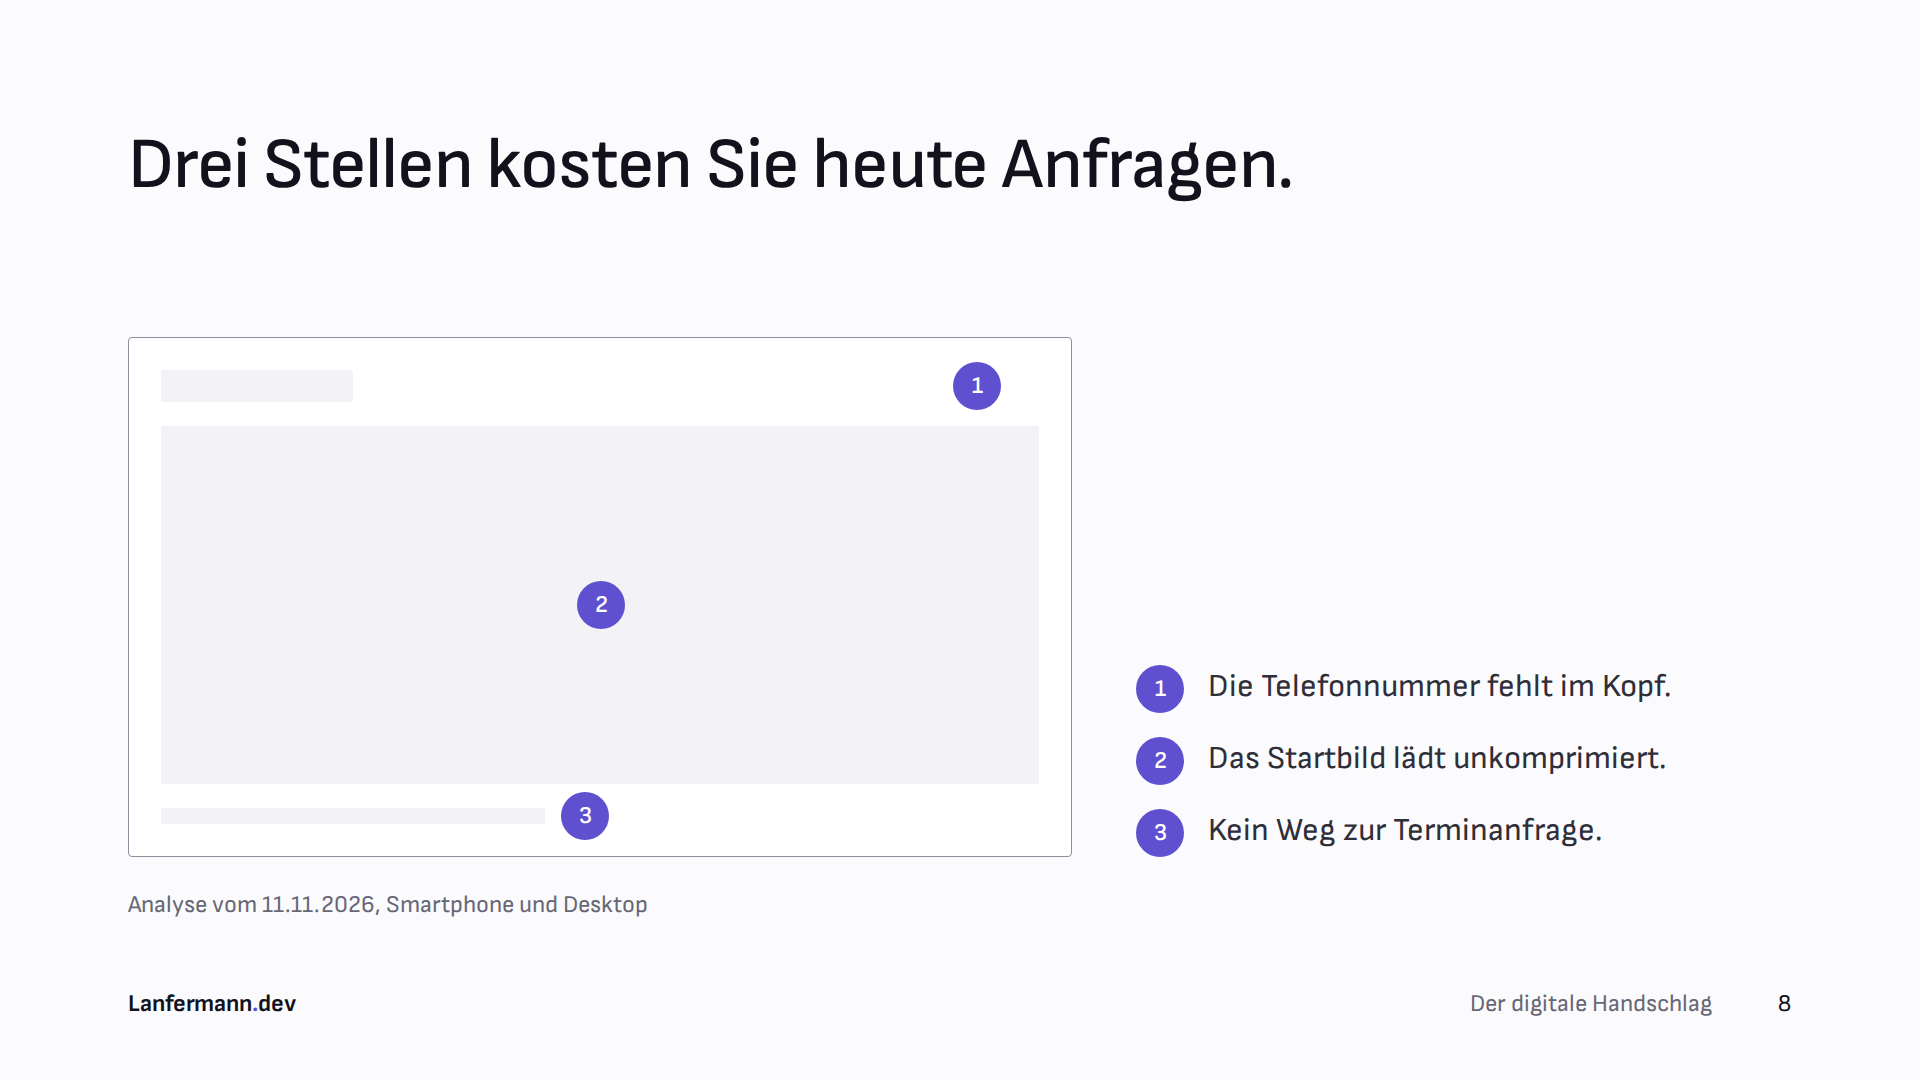 Drei Stellen kosten Sie heute Anfragen.
1
2
3
1 Die Telefonnummer fehlt im Kopf.
2 Das Startbild lädt unkomprimiert.
3 Kein Weg zur Terminanfrage.
Analyse vom 11.11.2026, Smartphone und Desktop
Lanfermann.dev
Der digitale Handschlag 8